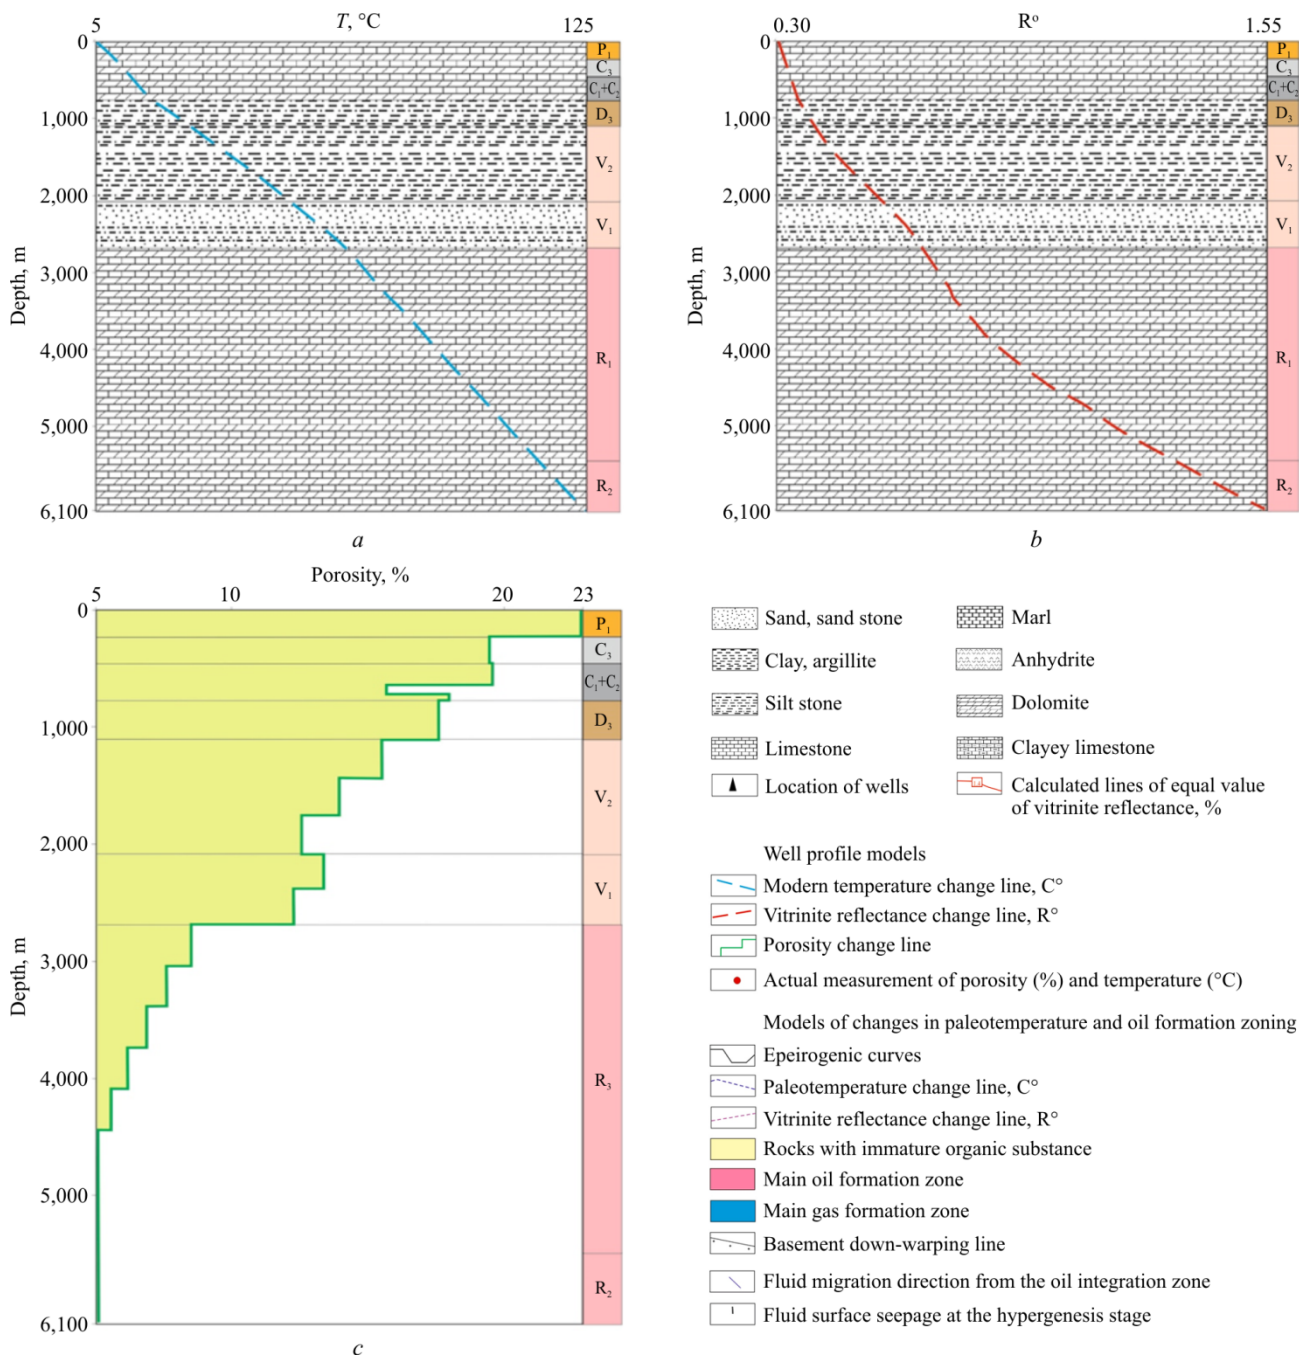 5 T, °C 125
0
1,000
2,000
3,000
4,000
5,000
6,100
Depth, m
P1
C3
C1+C2
D3
V2
V1
R1
R2
a
0.30 R° 1.55
0
1,000
2,000
3,000
4,000
5,000
6,100
Depth, m
P1
C3
C1+C2
D3
V2
V1
R1
R2
b
Porosity, %
5 10 20 23
0
1,000
2,000
3,000
4,000
5,000
6,100
Depth, m
P1
C3
C1+C2
D3
V2
V1
R3
R2
c
Sand, sand stone
Marl
Clay, argillite
Anhydrite
Silt stone
Dolomite
Limestone
Clayey limestone
Location of wells
Calculated lines of equal value
of vitrinite reflectance, %
Well profile models
Modern temperature change line, C°
Vitrinite reflectance change line, R°
Porosity change line
Actual measurement of porosity (%) and temperature (°C)
Models of changes in paleotemperature and oil formation zoning
Epeirogenic curves
Paleotemperature change line, C°
Vitrinite reflectance change line, R°
Rocks with immature organic substance
Main oil formation zone
Main gas formation zone
Basement down-warping line
Fluid migration direction from the oil integration zone
Fluid surface seepage at the hypergenesis stage